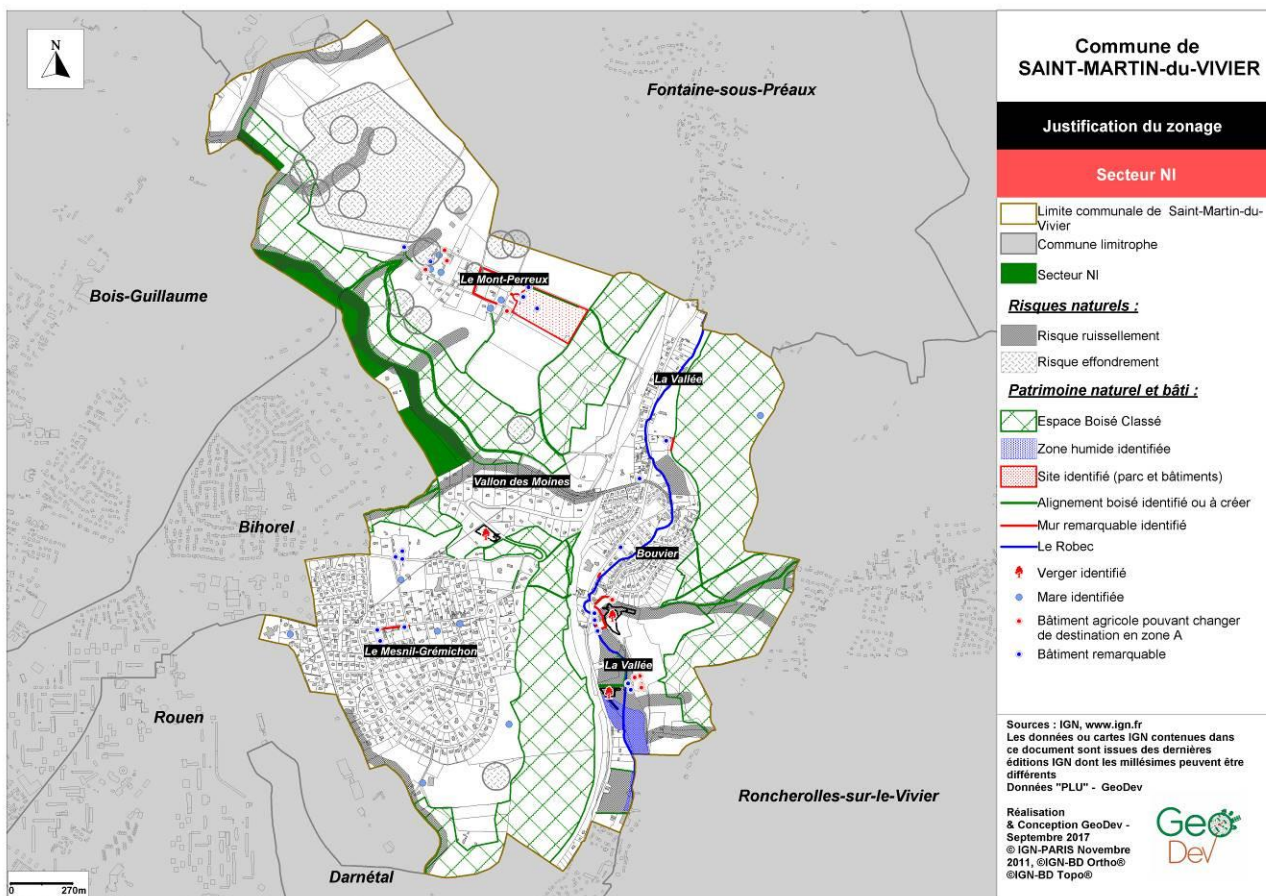 N
Fontaine-sous-Préaux
Bois-Guillaume
Le Mont-Perreux
La Vallée
Vallon des Moines
Bihorel
Bouvier
Le Mesnil-Grémichon
La Vallée
Rouen
Roncherolles-sur-le-Vivier
Darnétal
0 270m
Commune de
SAINT-MARTIN-du-VIVIER
Justification du zonage
Secteur Nl
Limite communale de Saint-Martin-du-
Vivier
Commune limitrophe
Secteur Nl
Risques naturels :
Risque ruissellement
Risque effondrement
Patrimoine naturel et bâti :
Espace Boisé Classé
Zone humide identifiée
Site identifié (parc et bâtiments)
Alignement boisé identifié ou à créer
Mur remarquable identifié
Le Robec
Verger identifié
Mare identifiée
Bâtiment agricole pouvant changer
de destination en zone A
Bâtiment remarquable
Sources : IGN, www.ign.fr
Les données ou cartes IGN contenues dans
ce document sont issues des dernières
éditions IGN dont les millésimes peuvent être
différents
Données "PLU" - GeoDev
Réalisation
& Conception GeoDev -
Septembre 2017
© IGN-PARIS Novembre
2011, ©IGN-BD Ortho®
©IGN-BD Topo®
Geo
Dev